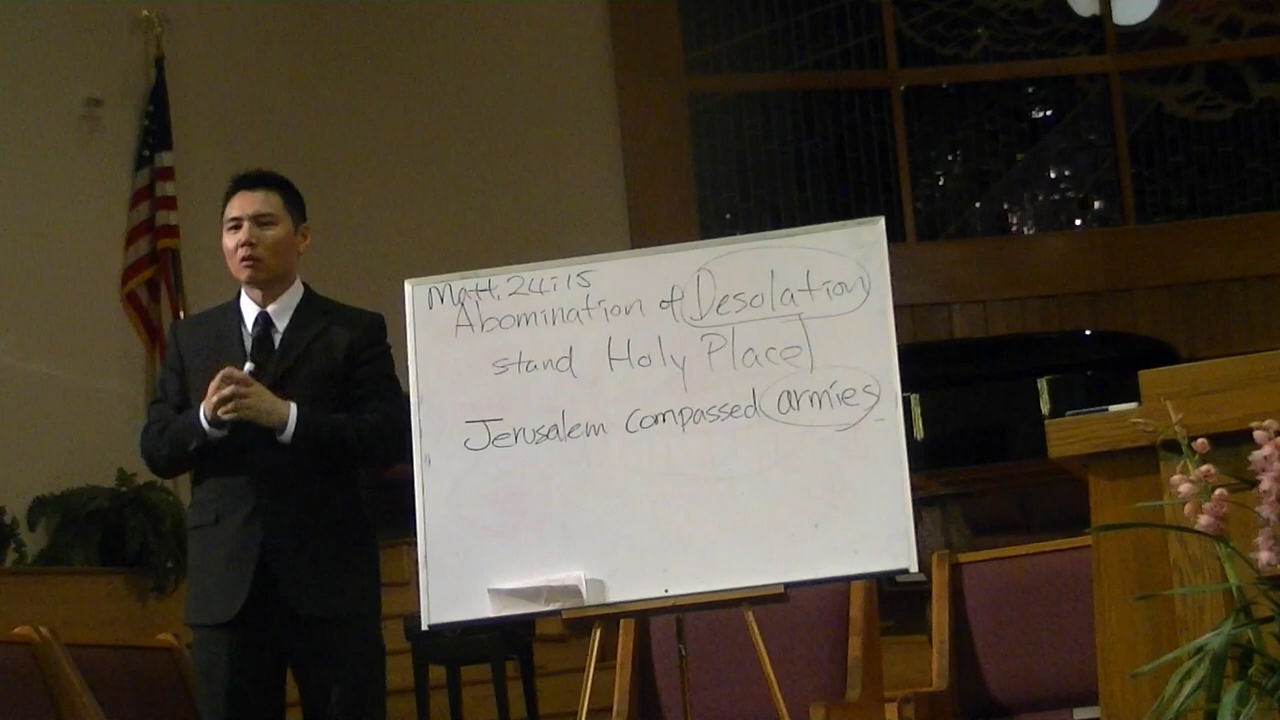 Matt. 24:15
Abomination of Desolation
stand Holy Place
Jerusalem compassed armies